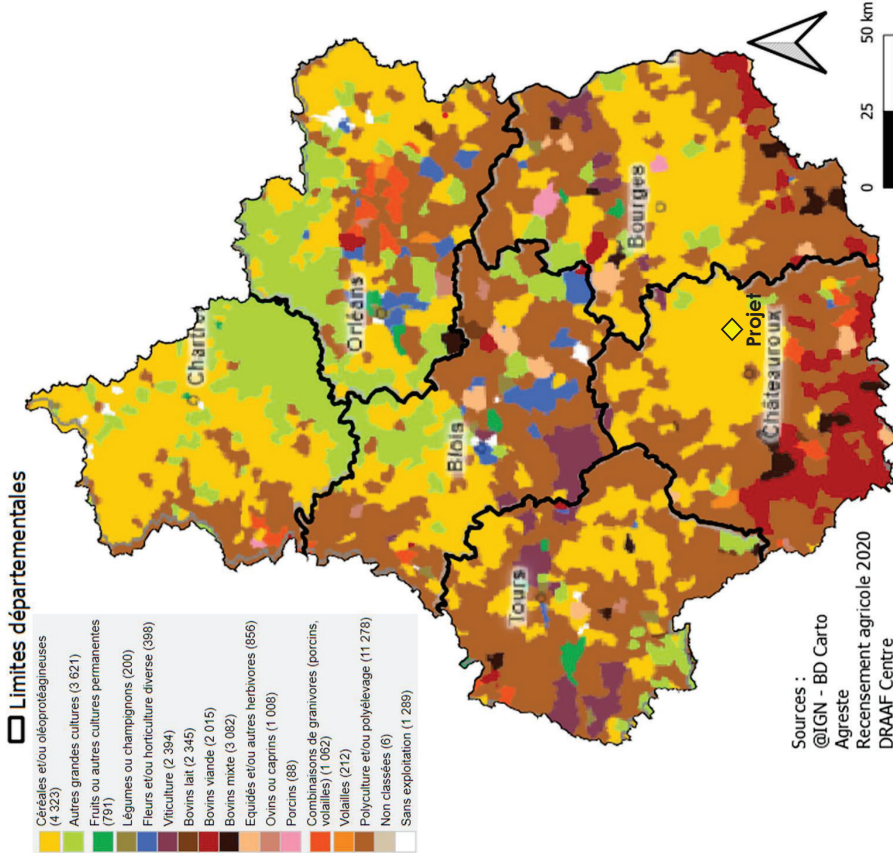 Limites départementales
Céréales et/ou oléoprotéagineuses
(4 323)
Autres grandes cultures (3 621)
Fruits ou autres cultures permanentes
(791)
Légumes ou champignons (200)
Fleurs et/ou horticulture diverse (398)
Viticulture (2 394)
Bovins lait (2 345)
Bovins viande (2 015)
Bovins mixte (3 082)
Equidés et/ou autres herbivores (856)
Ovins ou caprins (1 008)
Porcins (88)
Combinaisons de granivores (porcins,
volailles) (1 062)
Volailles (212)
Polyculture et/ou polyélevage (11 278)
Non classées (6)
Sans exploitation (1 289)
Chartr
Orléans
Blois
Tours
Bourges
Projet
Châteauroux
0 25 50 km
Sources :
@IGN - BD Carto
Agreste
Recensement agricole 2020
DRAAF Centre